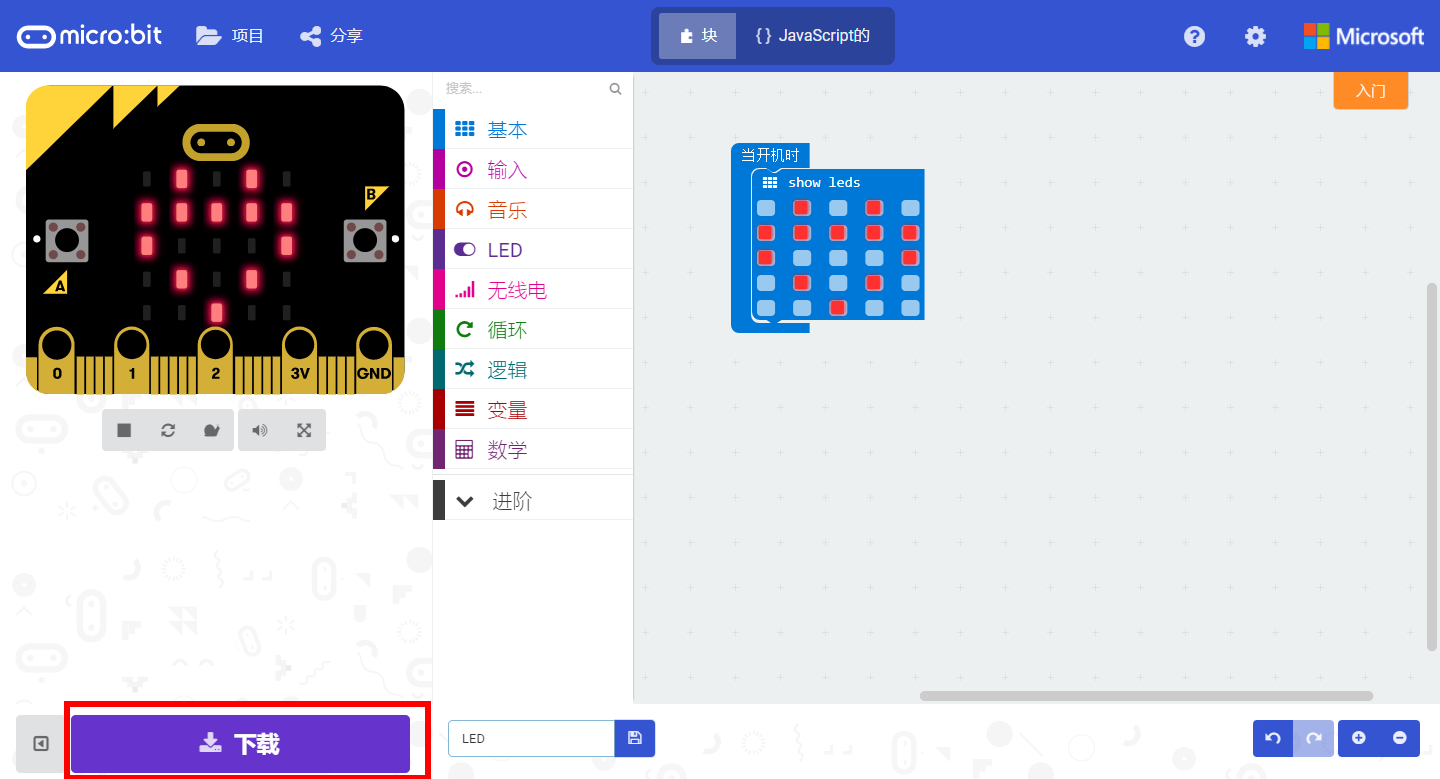 micro:bit
项目
分享
块
{ } JavaScript的
Microsoft
搜索...
入门
基本
输入
音乐
LED
无线电
循环
逻辑
变量
数学
进阶
当开机时
show leds
B
A
0 1 2 3V GND
下载
LED